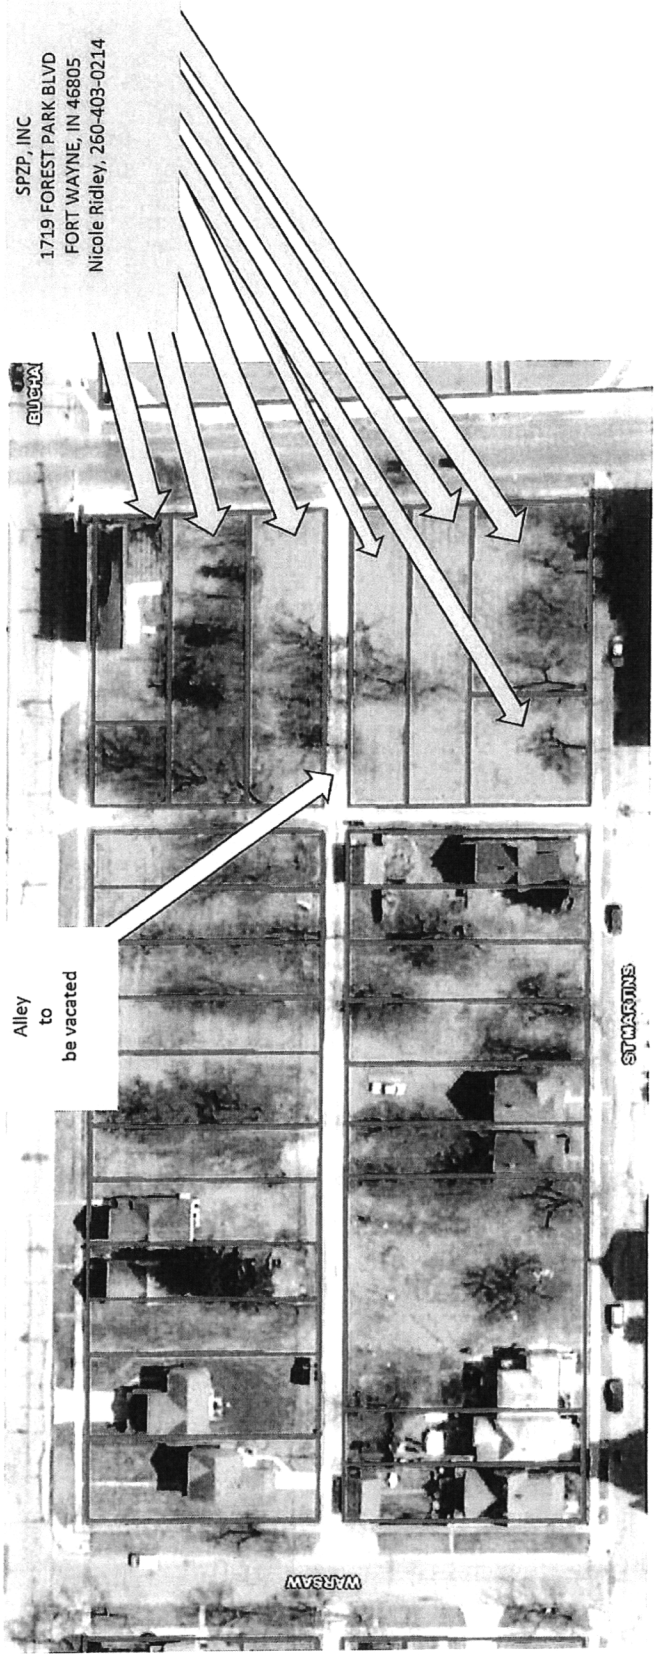 SPZP, INC
1719 FOREST PARK BLVD
FORT WAYNE, IN 46805
Nicole Ridley, 260-403-0214
BUCHA
Alley
to
be vacated
ST MARTINS
WARSAW